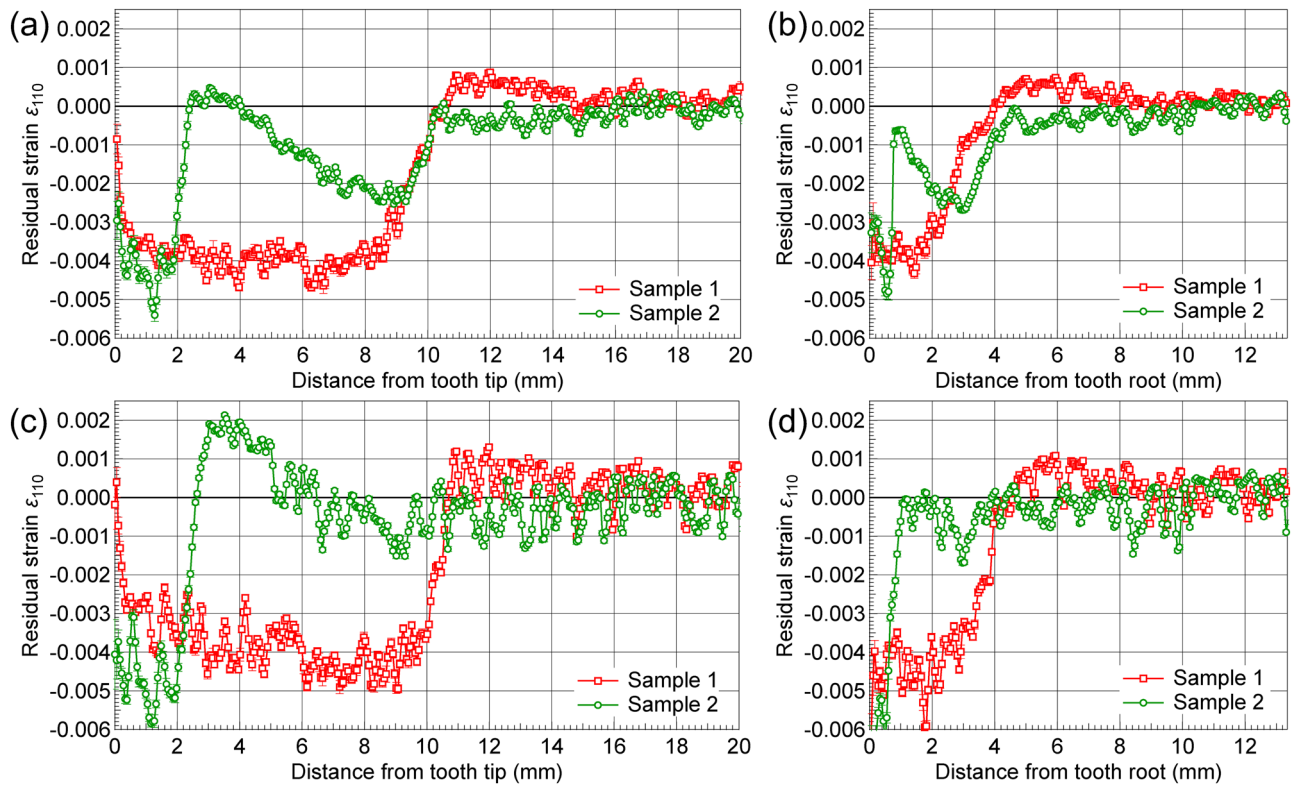 (a)
Residual strain ε110
0.002
0.001
0.000
-0.001
-0.002
-0.003
-0.004
-0.005
-0.006
Sample 1
Sample 2
0 2 4 6 8 10 12 14 16 18 20
Distance from tooth tip (mm)
(b)
Residual strain ε110
0.002
0.001
0.000
-0.001
-0.002
-0.003
-0.004
-0.005
-0.006
Sample 1
Sample 2
0 2 4 6 8 10 12
Distance from tooth root (mm)
(c)
Residual strain ε110
0.002
0.001
0.000
-0.001
-0.002
-0.003
-0.004
-0.005
-0.006
Sample 1
Sample 2
0 2 4 6 8 10 12 14 16 18 20
Distance from tooth tip (mm)
(d)
Residual strain ε110
0.002
0.001
0.000
-0.001
-0.002
-0.003
-0.004
-0.005
-0.006
Sample 1
Sample 2
0 2 4 6 8 10 12
Distance from tooth root (mm)